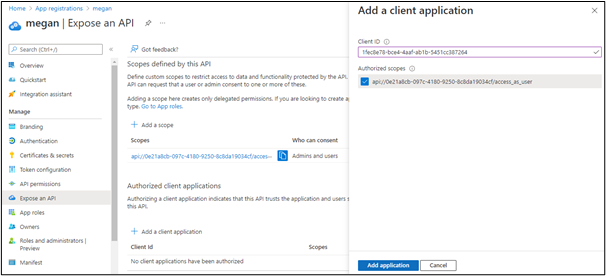 Home > App registrations > megan
megan | Expose an API
Search (Ctrl+/)
Overview
Quickstart
Integration assistant
Manage
Branding
Authentication
Certificates & secrets
Token configuration
API permissions
Expose an API
App roles
Owners
Roles and administrators |
Preview
Manifest
Got feedback?
Scopes defined by this API
Define custom scopes to restrict access to data and functionality protected by the API.
API can request that a user or admin consent to one or more of these.
Adding a scope here creates only delegated permissions. If you are looking to create a
type. Go to App roles.
Add a scope
Scopes Who can consent
api://0e21a8cb-097c-4180-9250-8c8da19034cf/acces... Admins and users
Authorized client applications
Authorizing a client application indicates that this API trusts the application and users s
this API.
Add a client application
Client Id Scopes
No client applications have been authorized
Add a client application
Client ID
1fec8e78-bce4-4aaf-ab1b-5451cc387264
Authorized scopes
api://0e21a8cb-097c-4180-9250-8c8da19034cf/access_as_user
Add application Cancel